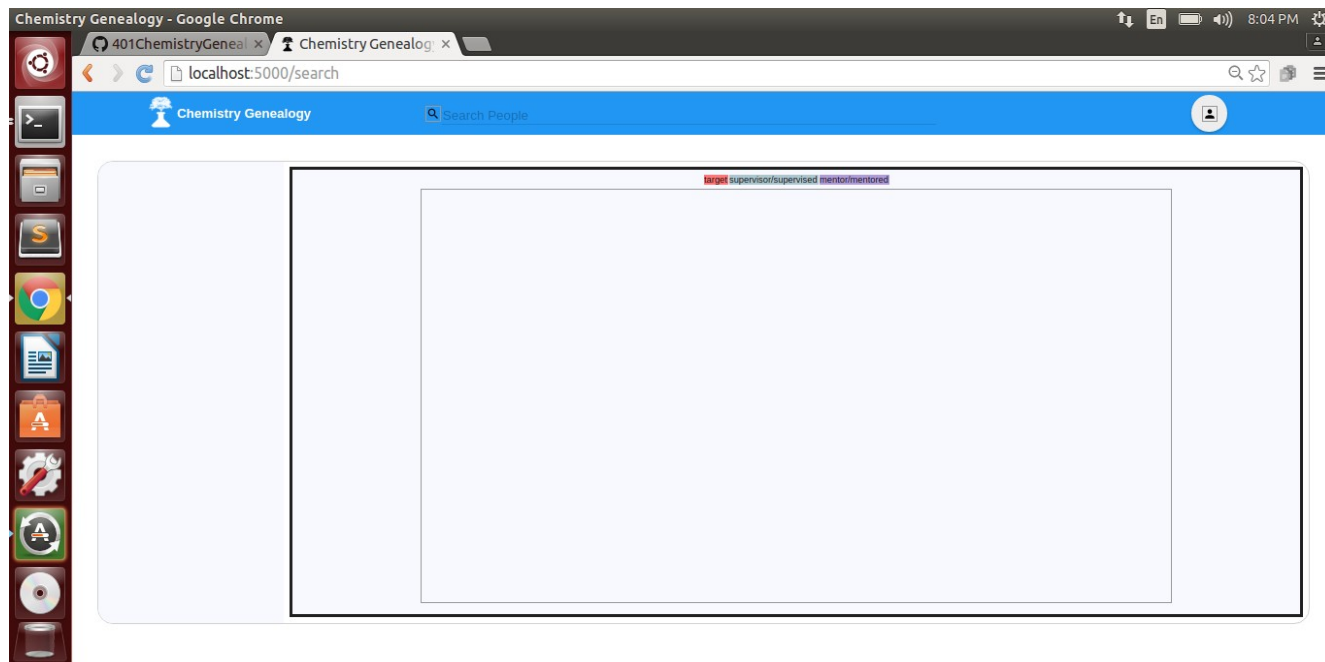 Chemistry Genealogy - Google Chrome
En
8:04 PM
401ChemistryGeneal
Chemistry Genealog
localhost:5000/search
Chemistry Genealogy
Search People
target supervisor/supervised mentor/mentored